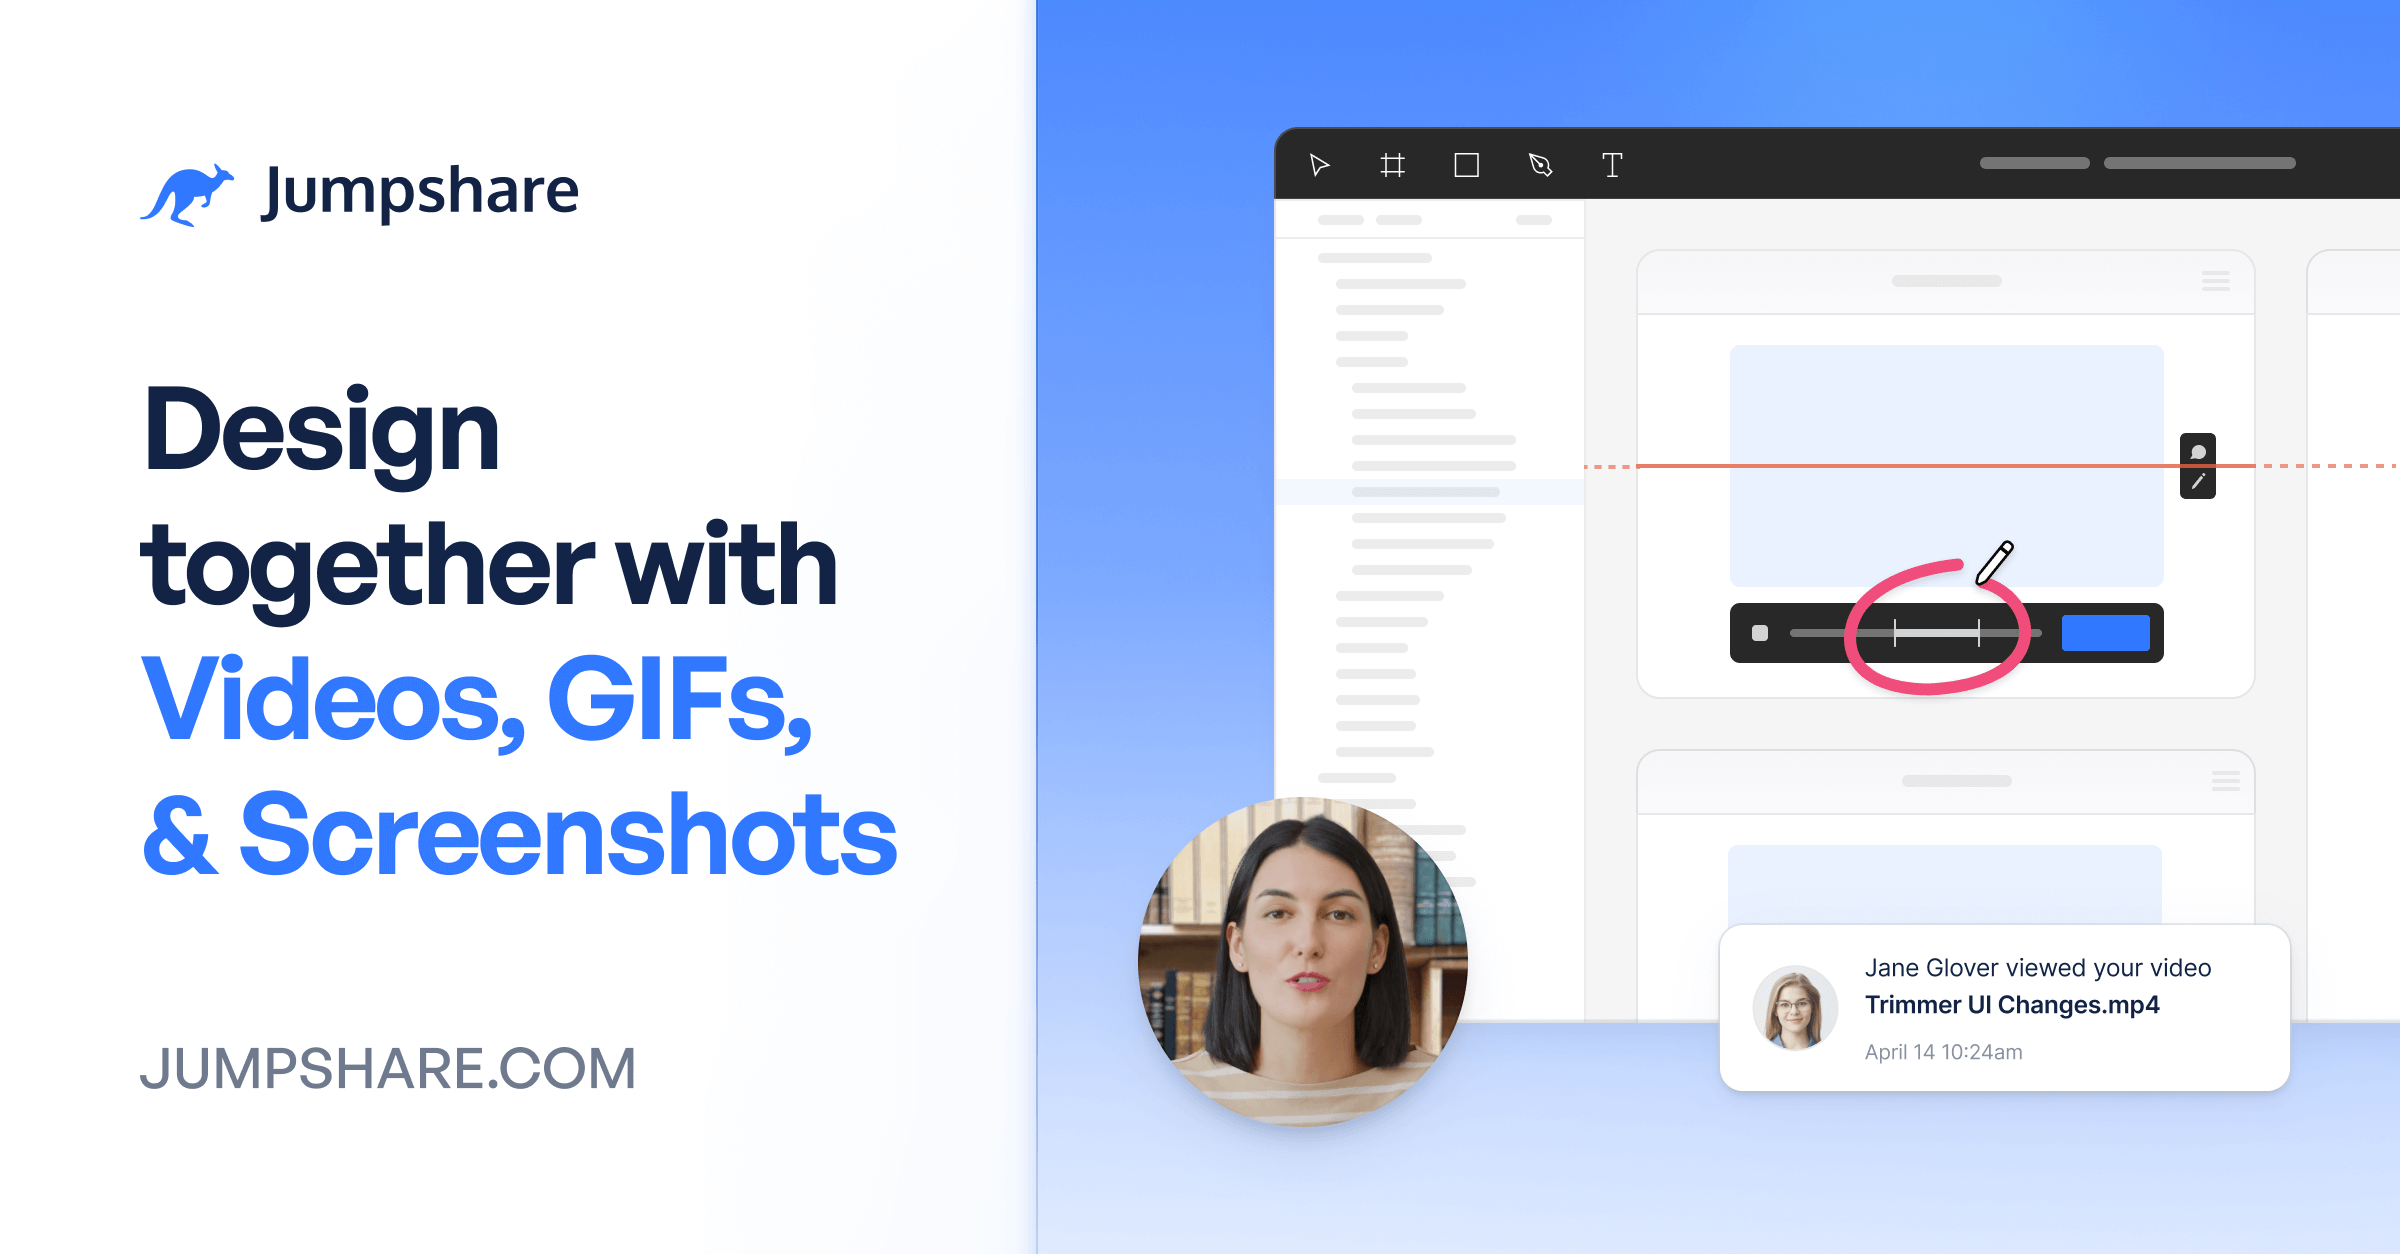 Jumpshare
Design
together with
Videos, GIFs,
& Screenshots
JUMPSHARE.COM
Jane Glover viewed your video
Trimmer UI Changes.mp4
April 14 10:24am